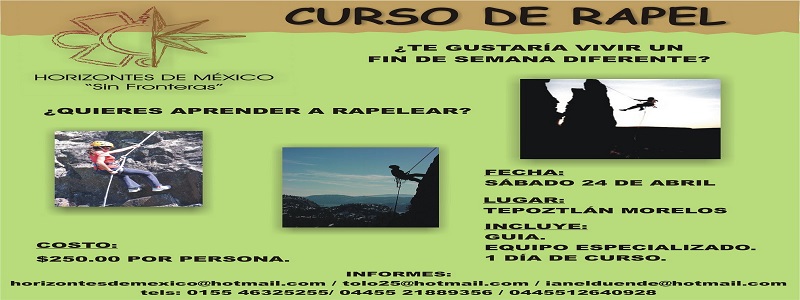 CURSO DE RAPEL
HORIZONTES DE MÉXICO
"Sin Fronteras"
¿TE GUSTARÍA VIVIR UN
FIN DE SEMANA DIFERENTE?
¿QUIERES APRENDER A RAPELEAR?
FECHA:
SÁBADO 24 DE ABRIL
LUGAR:
TEPOZTLÁN MORELOS
INCLUYE:
GUIA.
EQUIPO ESPECIALIZADO.
1 DÍA DE CURSO.
COSTO:
$250.00 POR PERSONA.
INFORMES:
horizontesdemexico@hotmail.com / tolo25@hotmail.com / lanelduende@hotmail.com
tels: 0155 46325255/ 04455 21889356 / 0445512640928